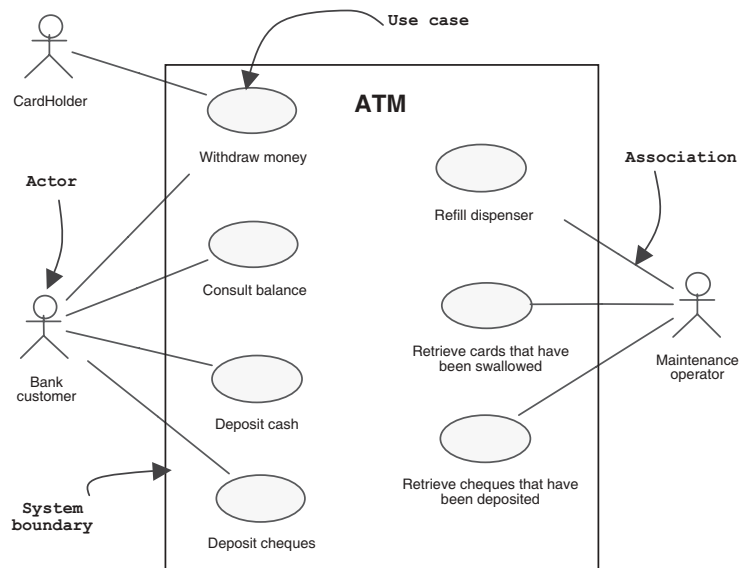 Use case
CardHolder
ATM
Withdraw money
Association
Actor
Refill dispenser
Consult balance
Retrieve cards that have
been swallowed
Maintenance
operator
Bank
customer
Deposit cash
Retrieve cheques that have
been deposited
System
boundary
Deposit cheques